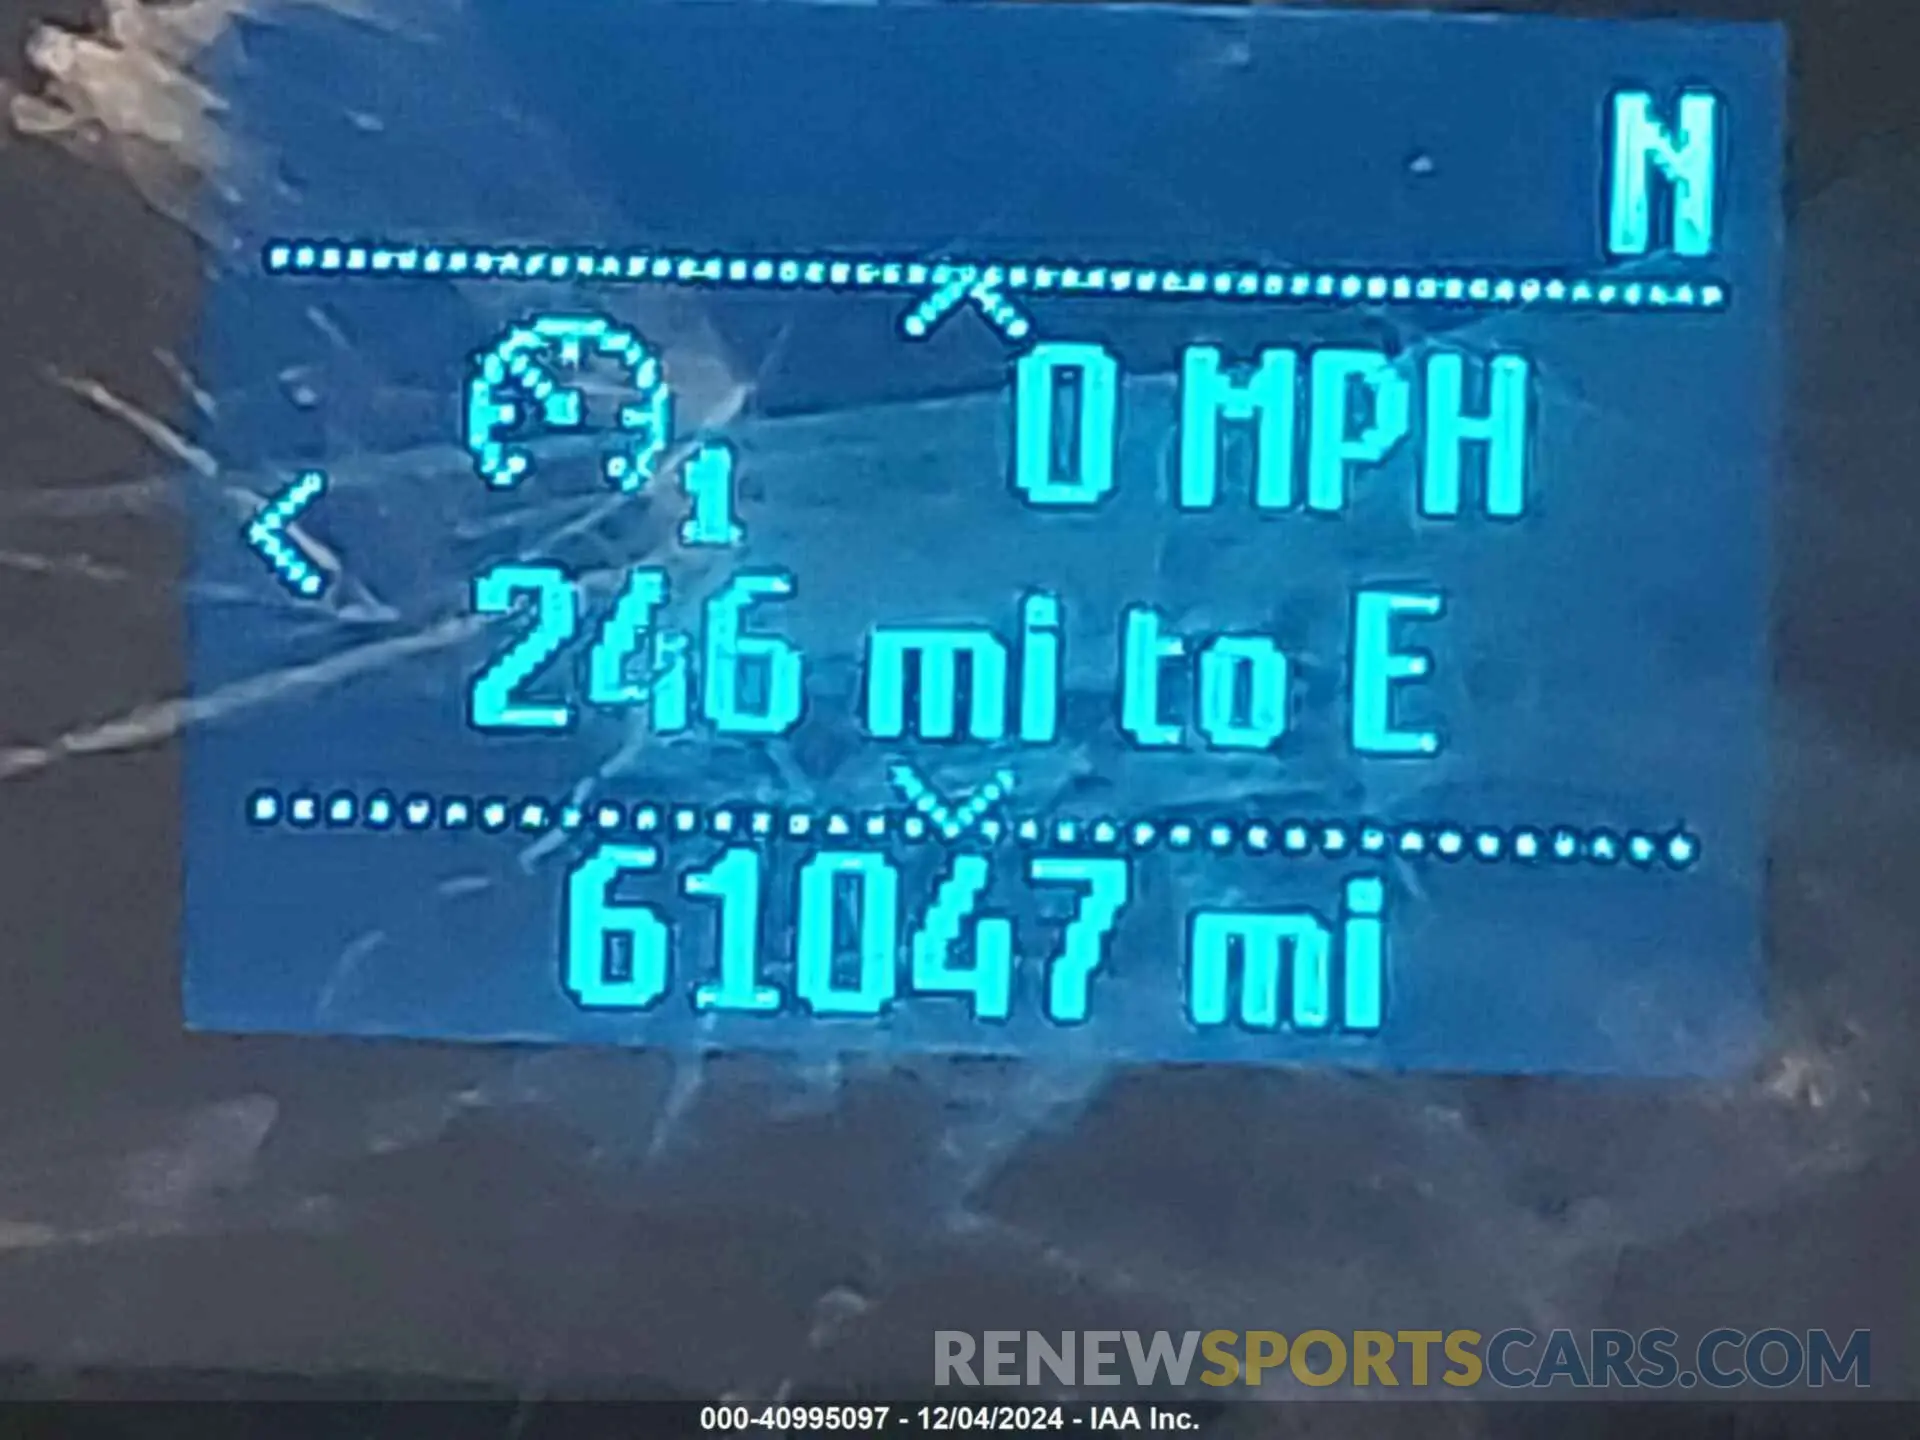 N
0 MPH
1
246 mi to E
61047 mi
RENEWSPORTSCARS.COM
000-40995097 - 12/04/2024 - IAA Inc.